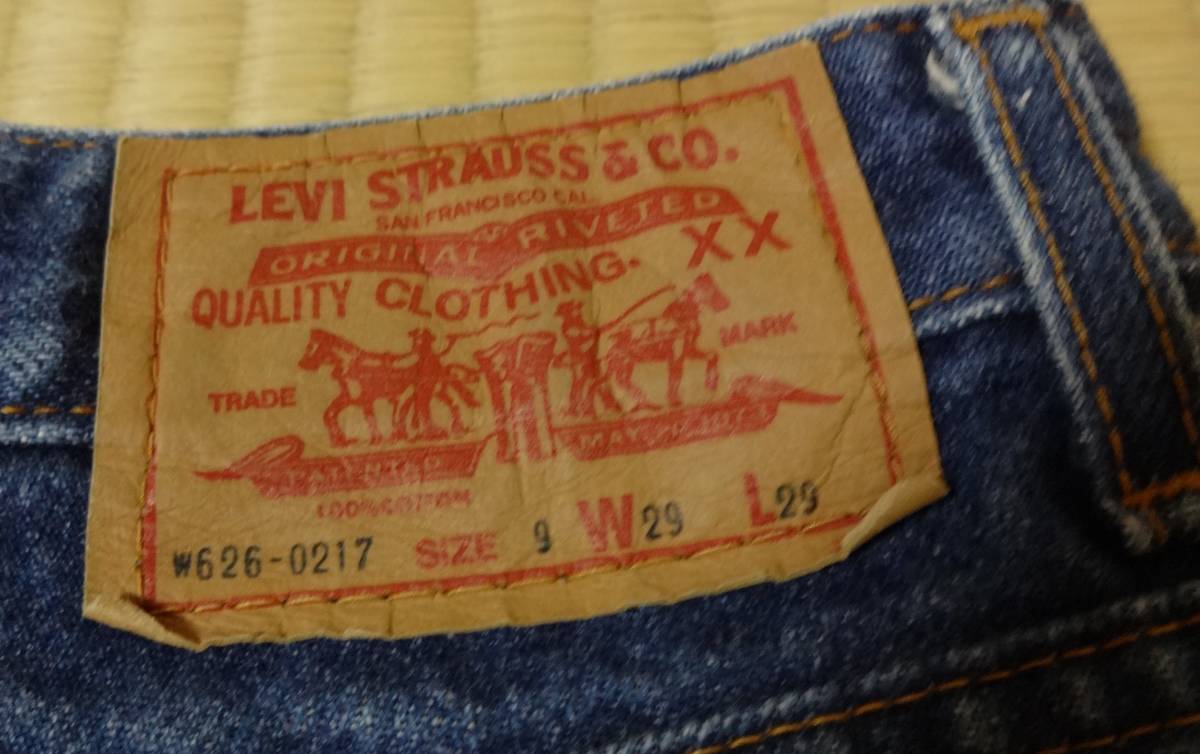 LEVI STRAUSS & CO.
SAN FRANCISCO CAL
ORIGINAL RIVETED
QUALITY CLOTHING. XX
TRADE MARK
PATENTED
100% COTTON
W626-0217 SIZE 9 W29 L29